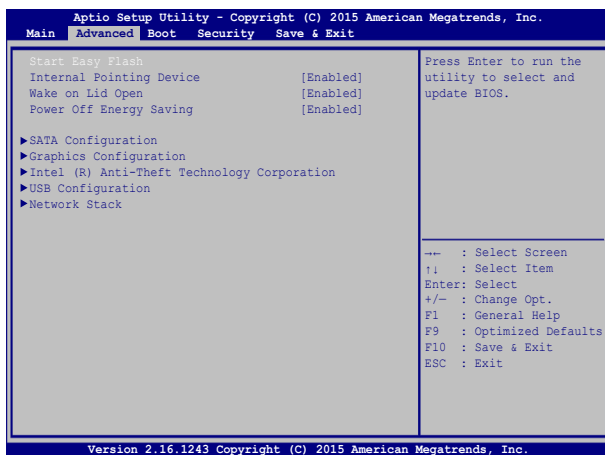 Aptio Setup Utility - Copyright (C) 2015 American Megatrends, Inc.
Main Advanced Boot Security Save & Exit
Start Easy Flash
Internal Pointing Device [Enabled]
Wake on Lid Open [Enabled]
Power Off Energy Saving [Enabled]
SATA Configuration
Graphics Configuration
Intel (R) Anti-Theft Technology Corporation
USB Configuration
Network Stack
Press Enter to run the
utility to select and
update BIOS.
→← : Select Screen
↑↓ : Select Item
Enter: Select
+/— : Change Opt.
F1 : General Help
F9 : Optimized Defaults
F10 : Save & Exit
ESC : Exit
Version 2.16.1243 Copyright (C) 2015 American Megatrends, Inc.